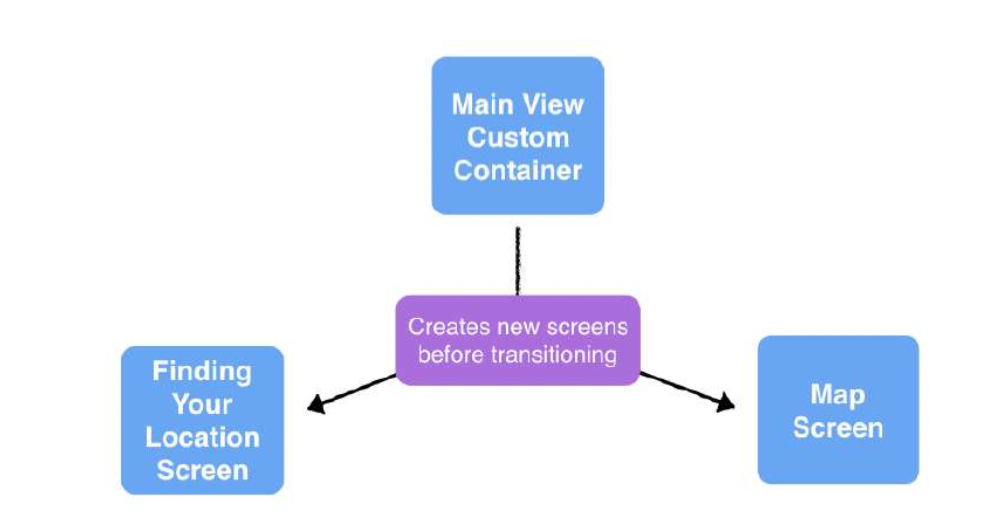 Main View
Custom
Container
Creates new screens
before transitioning
Finding
Your
Location
Screen
Map
Screen